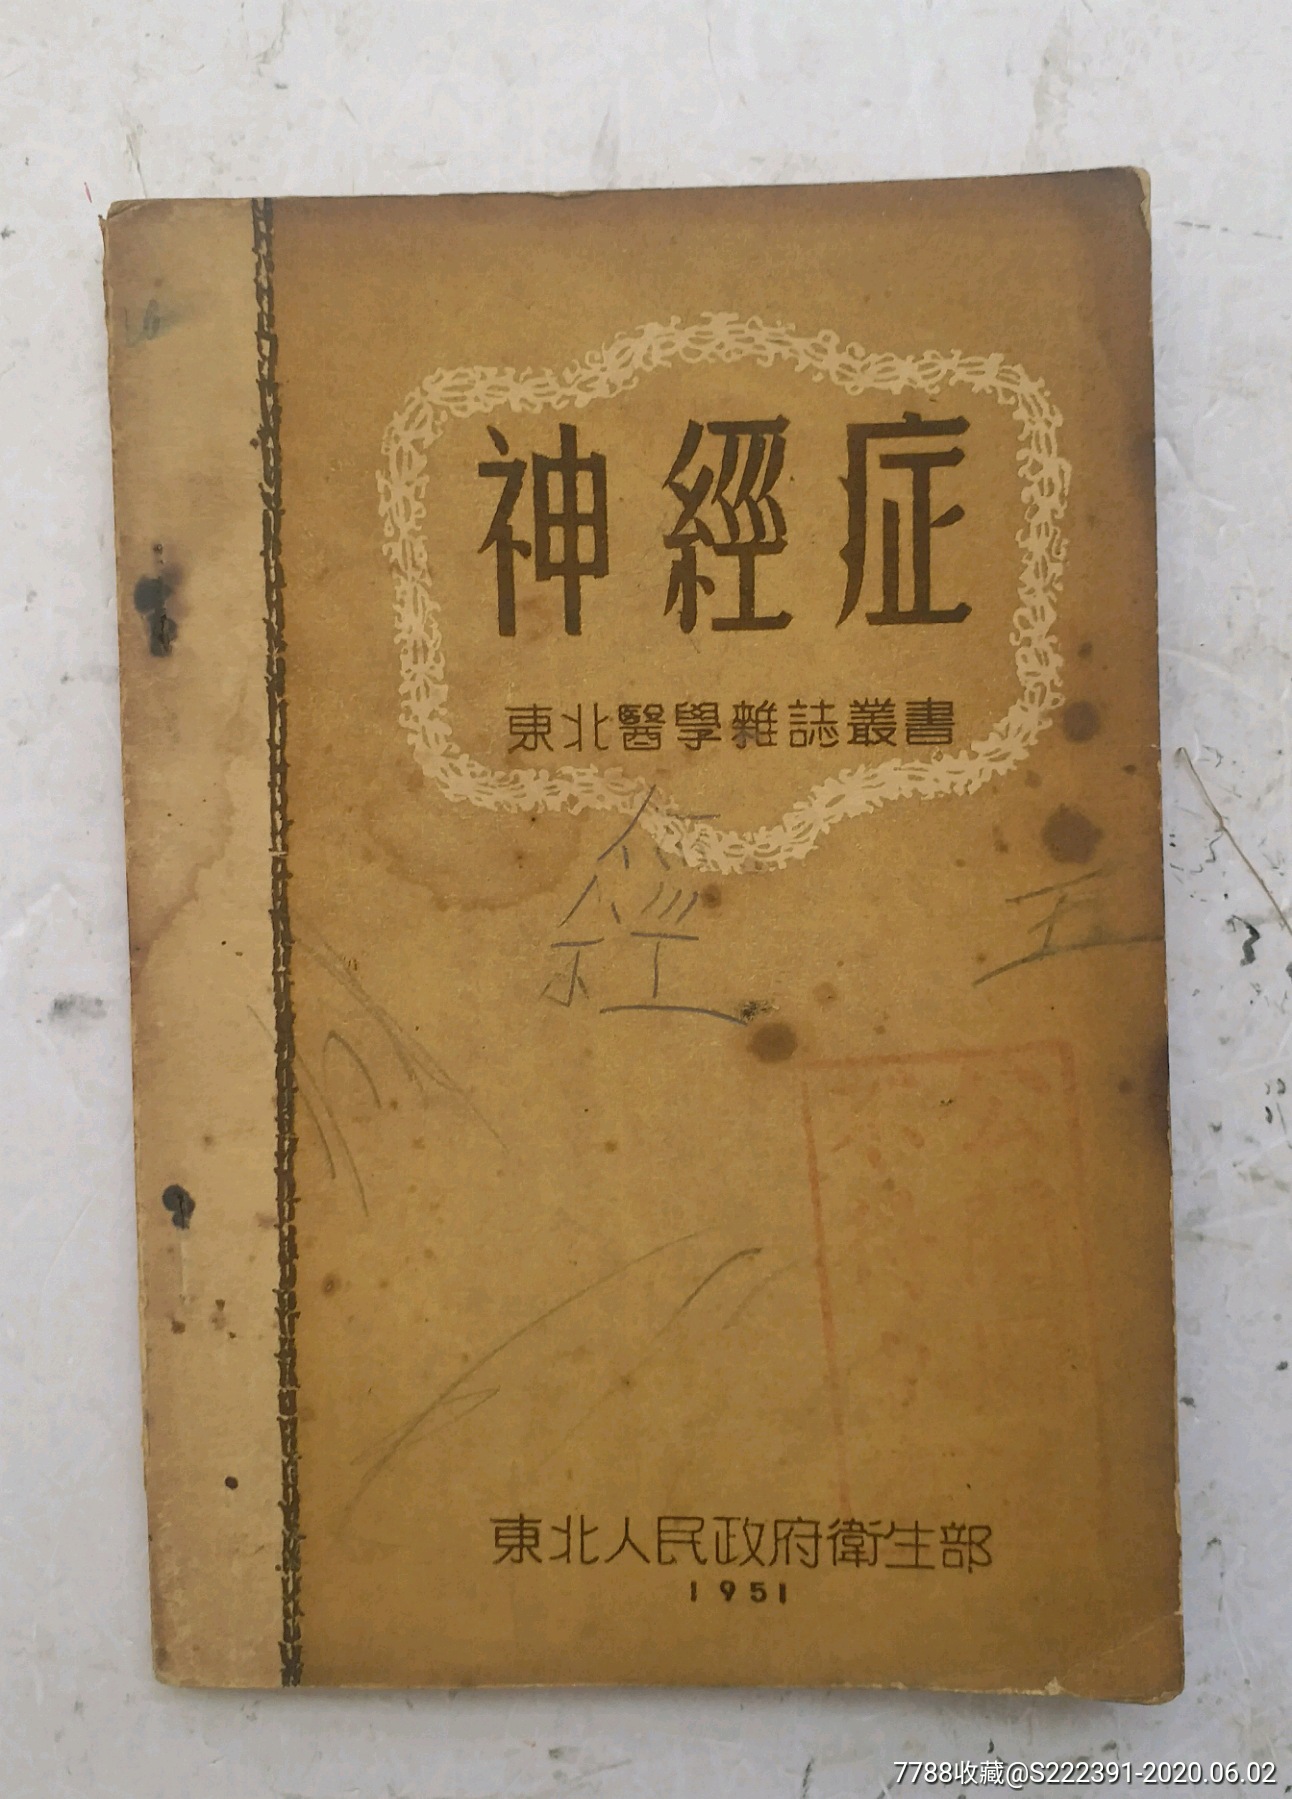 神經症
東北醫學雜誌叢書
經
五
東北人民政府衛生部
1951
7788收藏@S222391-2020.06.02